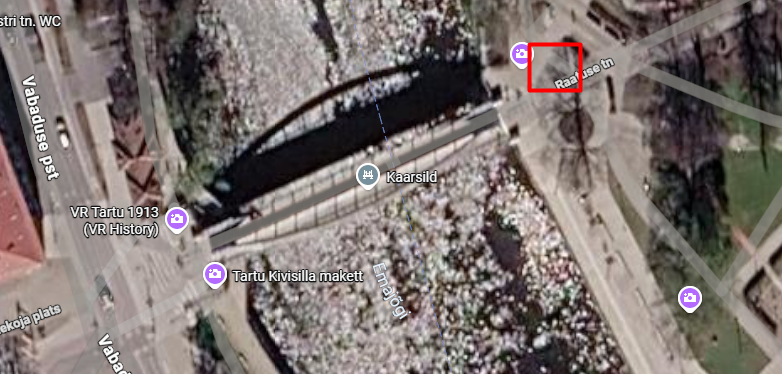 stri tn. WC
Vabaduse pst
Raatuse tn
Kaarsild
VR Tartu 1913
(VR History)
Tartu Kivisilla makett
Emajõgi
ekoja plats
Vabad